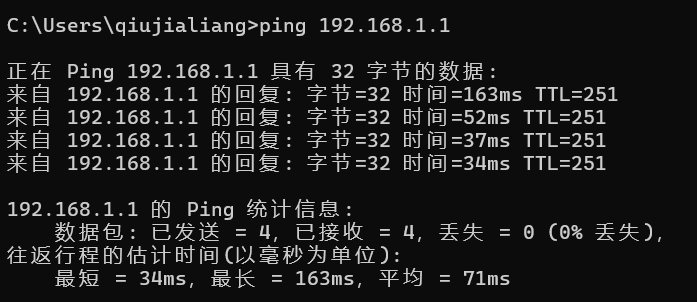 C:\Users\qiujialiang>ping 192.168.1.1
正在 Ping 192.168.1.1 具有 32 字节的数据:
来自 192.168.1.1 的回复: 字节=32 时间=163ms TTL=251
来自 192.168.1.1 的回复: 字节=32 时间=52ms TTL=251
来自 192.168.1.1 的回复: 字节=32 时间=37ms TTL=251
来自 192.168.1.1 的回复: 字节=32 时间=34ms TTL=251
192.168.1.1 的 Ping 统计信息:
数据包: 已发送 = 4，已接收 = 4，丢失 = 0 (0% 丢失)，
往返行程的估计时间(以毫秒为单位):
最短 = 34ms，最长 = 163ms，平均 = 71ms